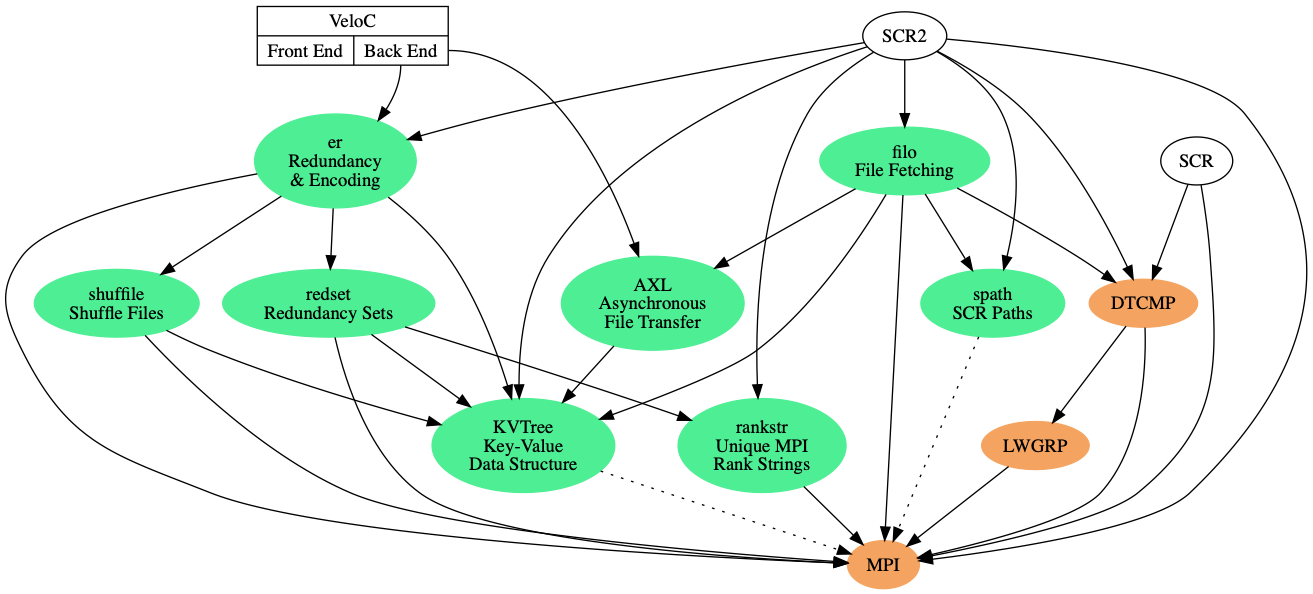 VeloC
Front End
Back End
SCR2
er
Redundancy
& Encoding
filo
File Fetching
SCR
shuffile
Shuffle Files
redset
Redundancy Sets
AXL
Asynchronous
File Transfer
spath
SCR Paths
DTCMP
KVTree
Key-Value
Data Structure
rankstr
Unique MPI
Rank Strings
LWGRP
MPI